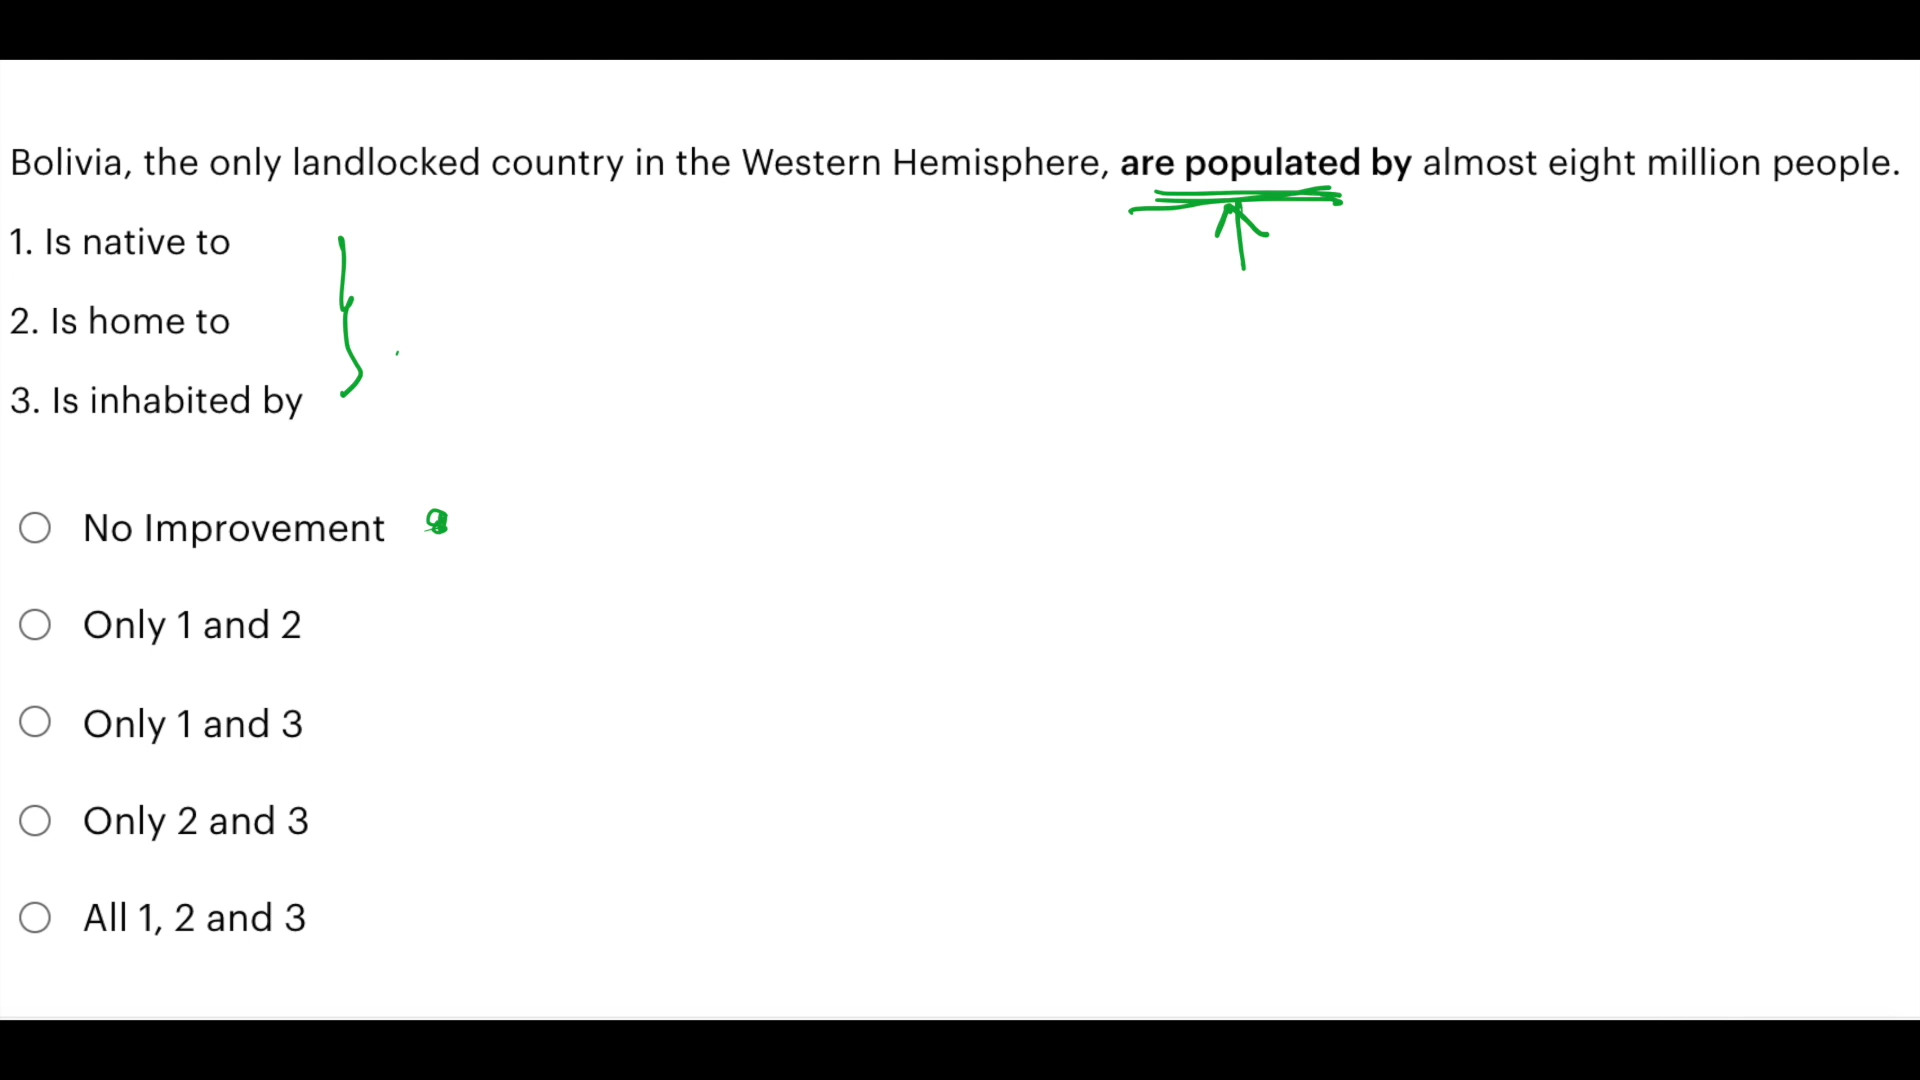 Bolivia, the only landlocked country in the Western Hemisphere, are populated by almost eight million people.
1. Is native to
2. Is home to
3. Is inhabited by
No Improvement
Only 1 and 2
Only 1 and 3
Only 2 and 3
All 1, 2 and 3